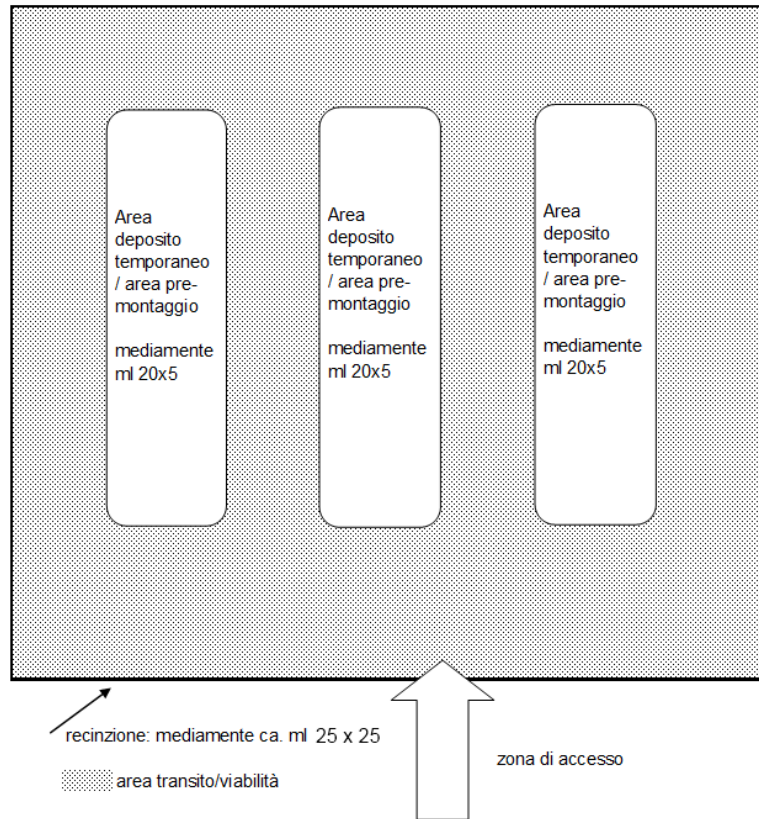 Area
deposito
temporaneo
/ area pre-
montaggio
mediamente
ml 20x5
Area
deposito
temporaneo
/ area pre-
montaggio
mediamente
ml 20x5
Area
deposito
temporaneo
/ area pre-
montaggio
mediamente
ml 20x5
recinzione: mediamente ca. ml 25 x 25
zona di accesso
area transito/viabilità